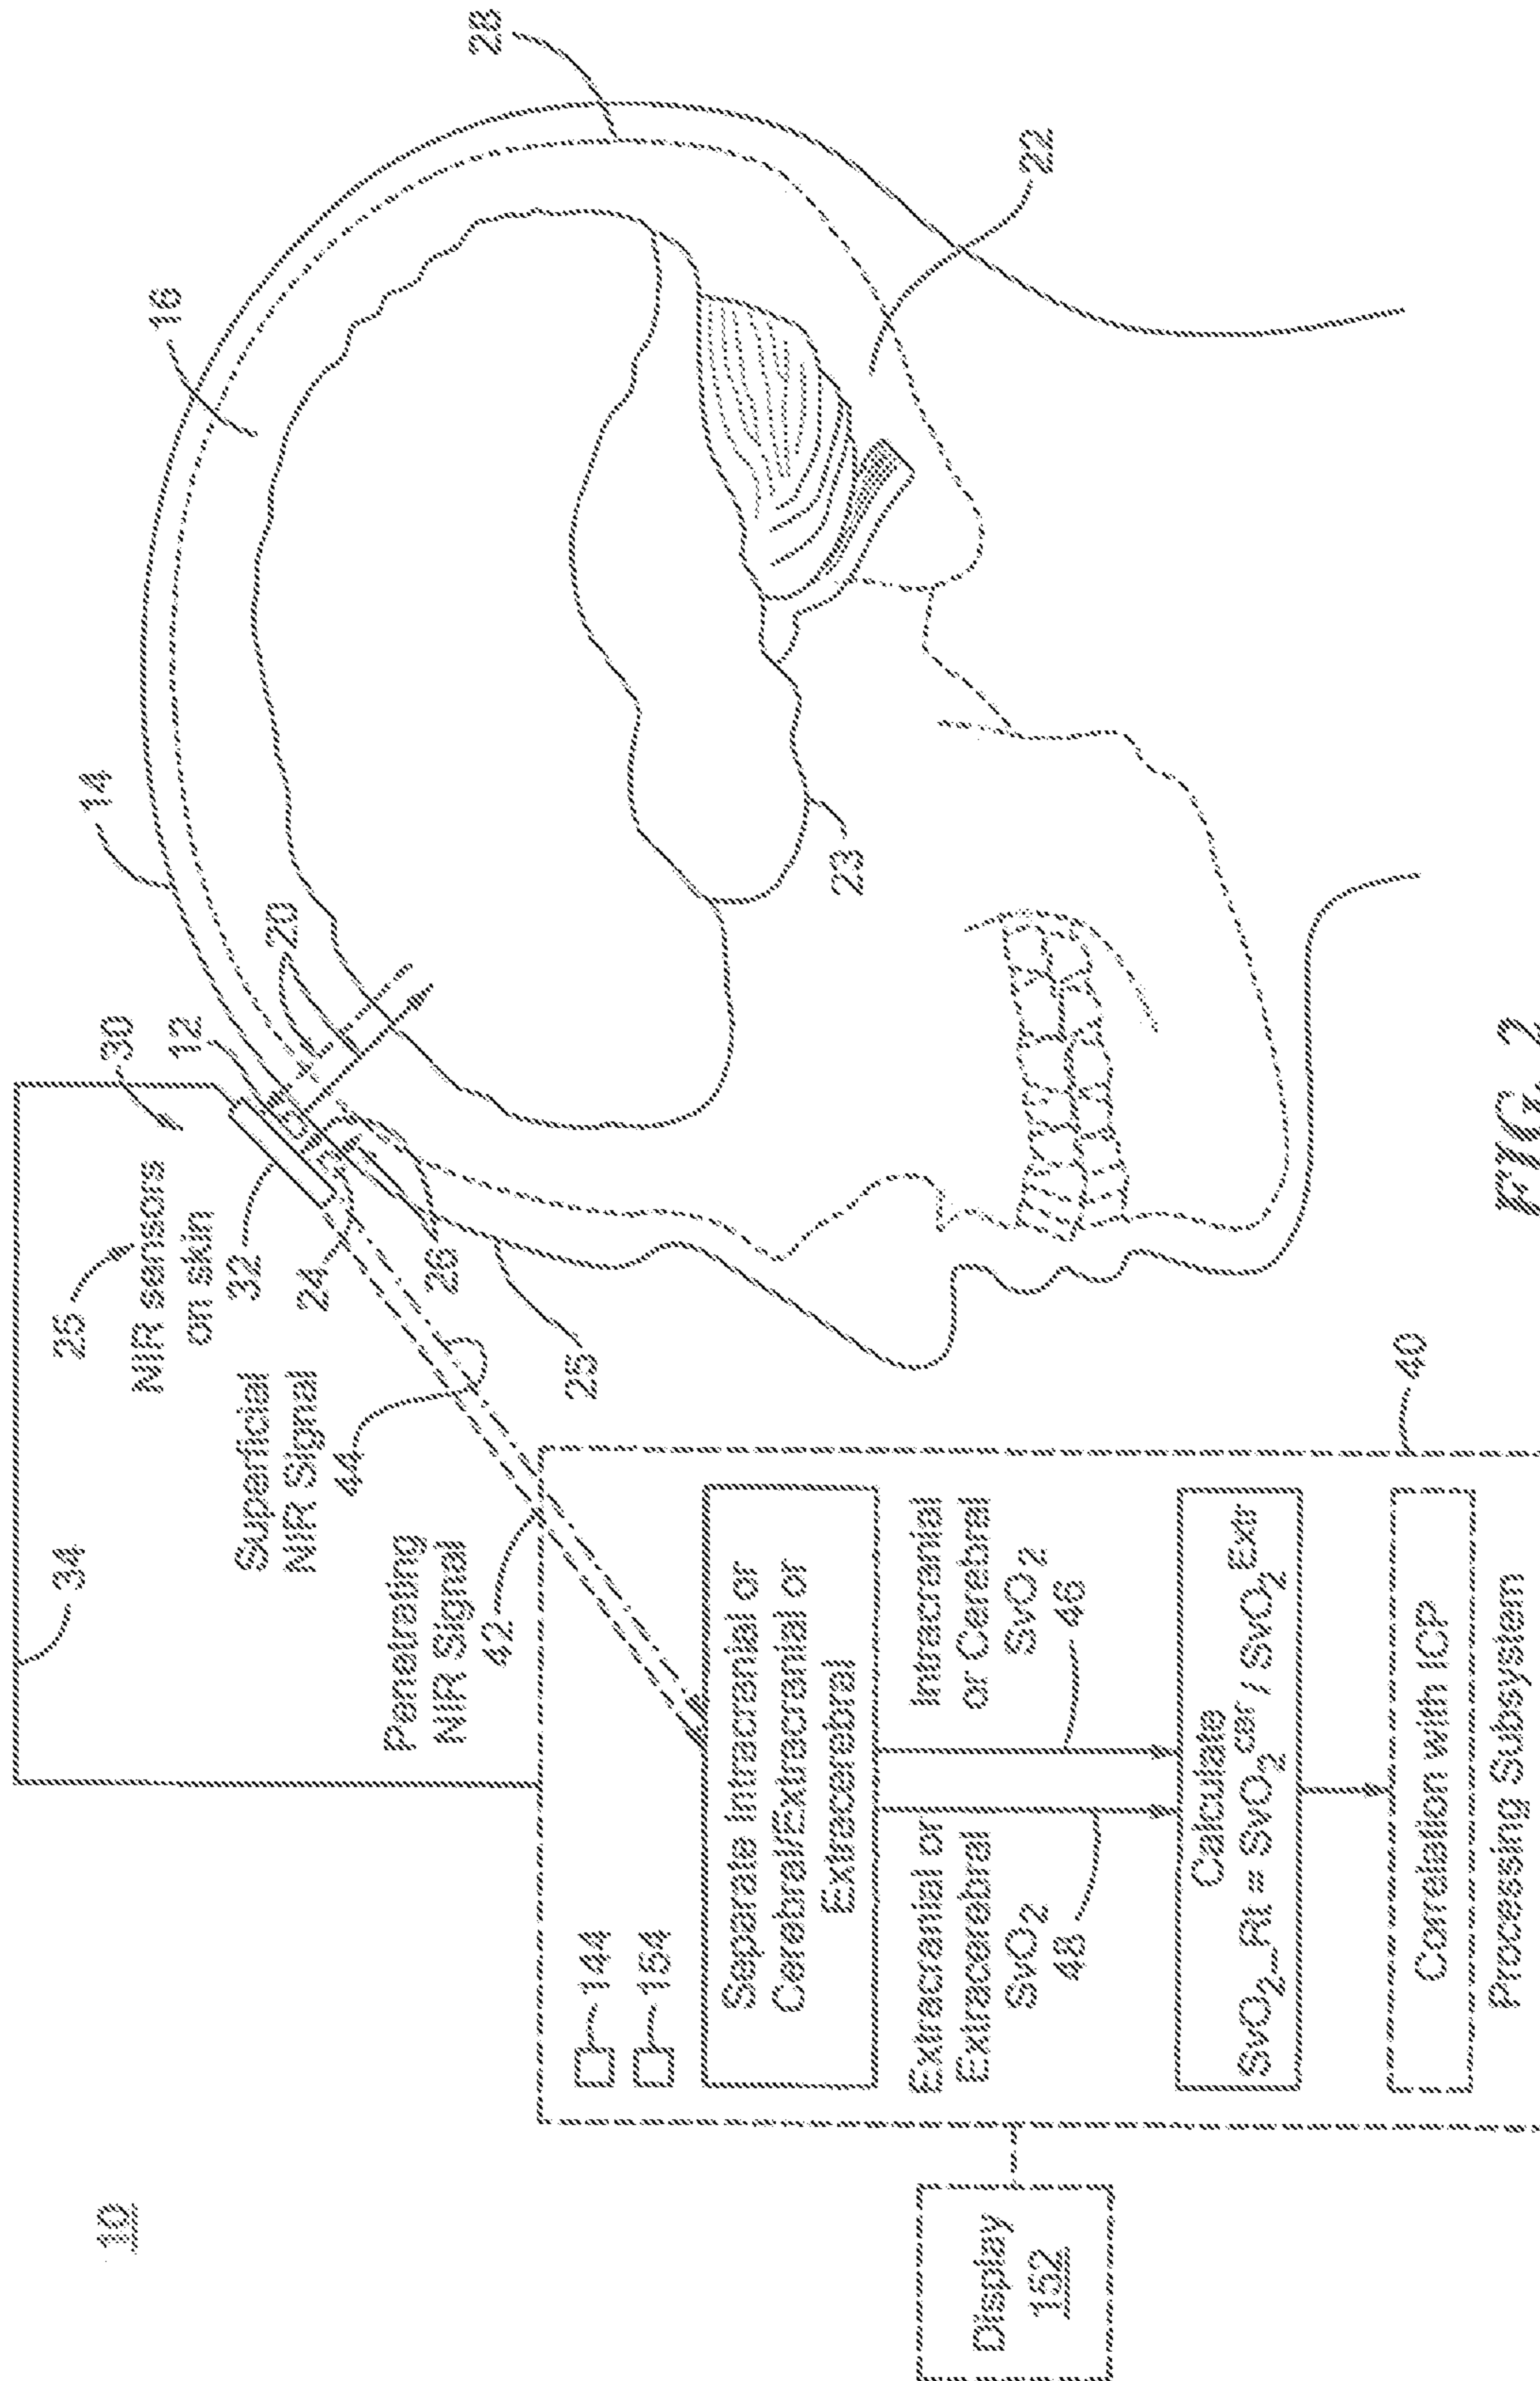 10
25
NIR sensors
on skin
30
12
32
24
20
14
16
28
22
23
26
25
34
Superficial
NIR Signal
44
Penetrating
NIR Signal
42
40
144
154
Separate Intracranial or
Cerebral/Extracranial or
Extracerebral
Extracranial or
Extracerebral
SvO2
48
Intracranial
or Cerebral
SvO2
46
Calculate
SvO2_Rt = SvO2cer / SvO2Extr
Correlation with ICP
Processing Subsystem
Display
152
FIG. 2